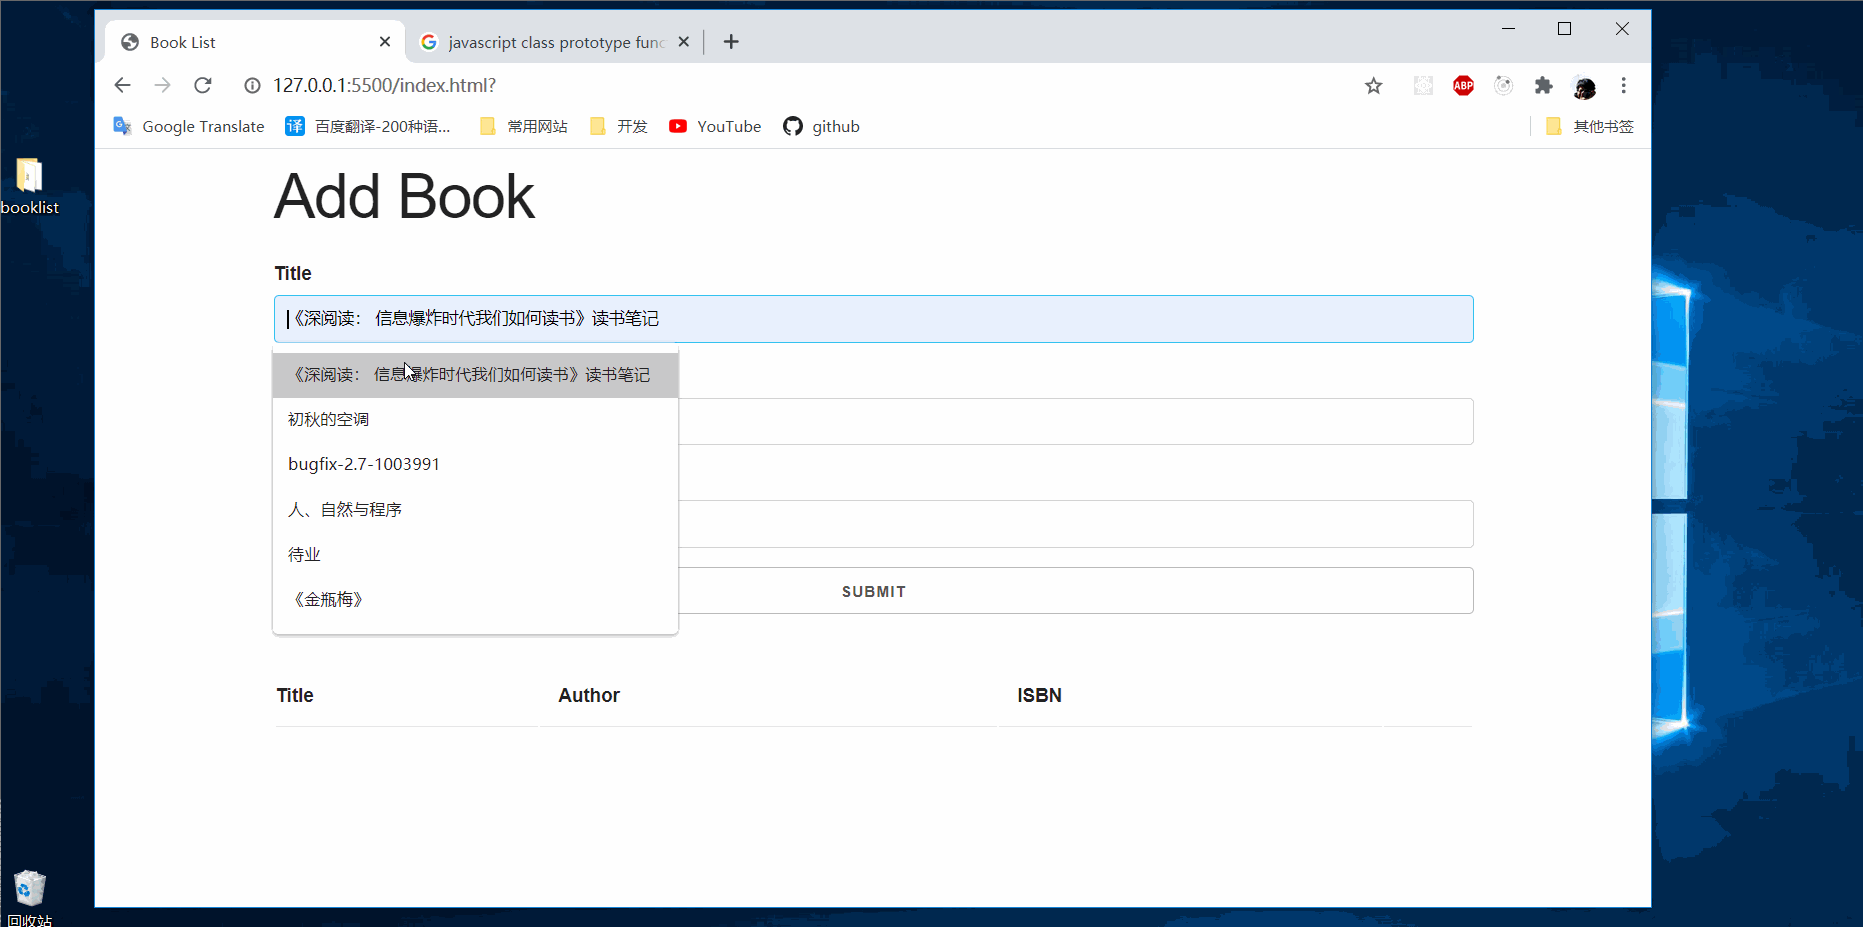 Book List
javascript class prototype func
127.0.0.1:5500/index.html?
ABP
Google Translate
译 百度翻译-200种语...
常用网站
开发
YouTube
github
其他书签
booklist
Add Book
Title
《深阅读： 信息爆炸时代我们如何读书》读书笔记
《深阅读： 信息爆炸时代我们如何读书》读书笔记
初秋的空调
bugfix-2.7-1003991
人、自然与程序
待业
《金瓶梅》
SUBMIT
Title Author ISBN
回收站